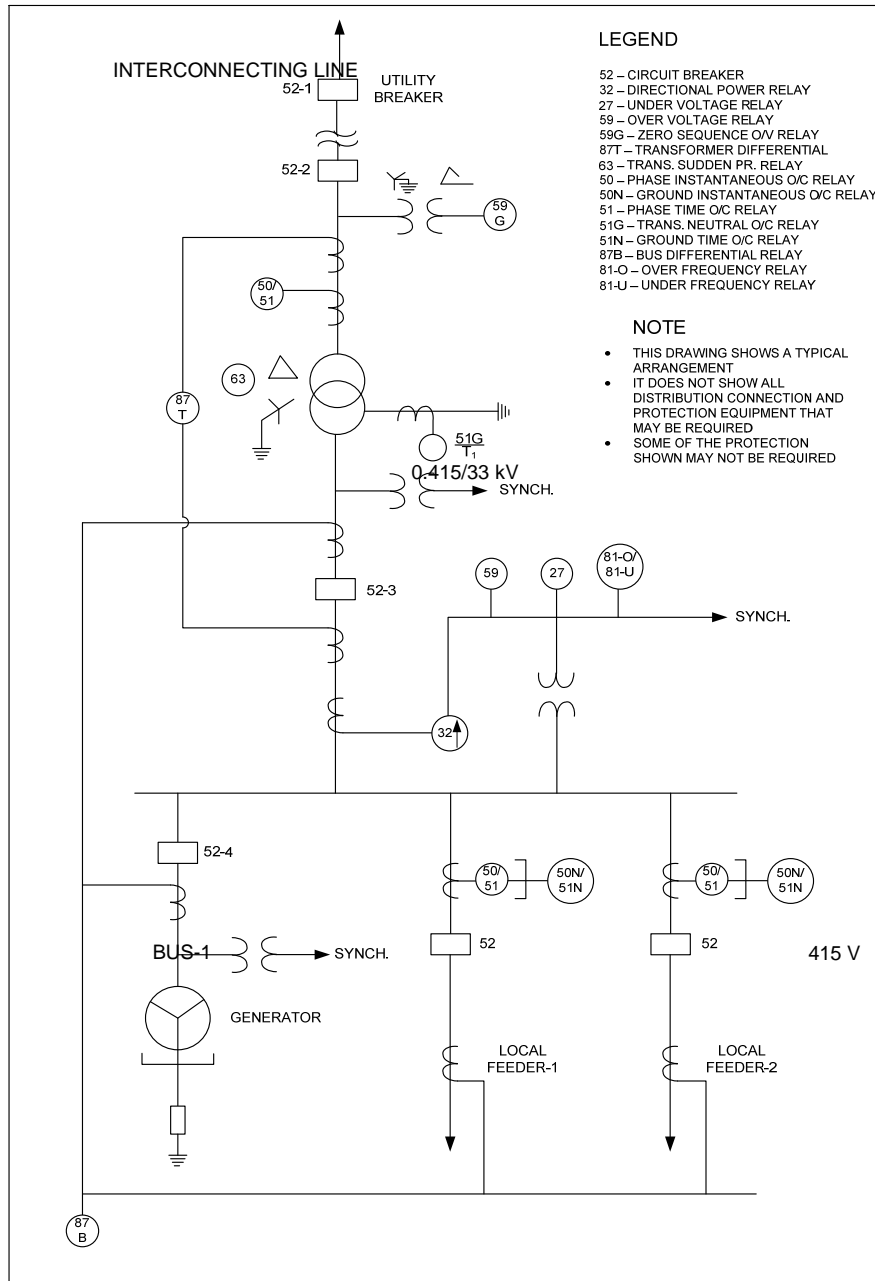 INTERCONNECTING LINE
52-1
UTILITY
BREAKER
52-2
59
G
50/
51
63
87
T
51G
T1
0.415/33 kV
SYNCH.
52-3
59
27
81-O/
81-U
SYNCH.
32
52-4
50/
51
50N/
51N
50/
51
50N/
51N
BUS-1
SYNCH.
52
52
415 V
GENERATOR
LOCAL
FEEDER-1
LOCAL
FEEDER-2
87
B
LEGEND
52 – CIRCUIT BREAKER
32 – DIRECTIONAL POWER RELAY
27 – UNDER VOLTAGE RELAY
59 – OVER VOLTAGE RELAY
59G – ZERO SEQUENCE O/V RELAY
87T – TRANSFORMER DIFFERENTIAL
63 – TRANS. SUDDEN PR. RELAY
50 – PHASE INSTANTANEOUS O/C RELAY
50N – GROUND INSTANTANEOUS O/C RELAY
51 – PHASE TIME O/C RELAY
51G – TRANS. NEUTRAL O/C RELAY
51N – GROUND TIME O/C RELAY
87B – BUS DIFFERENTIAL RELAY
81-O – OVER FREQUENCY RELAY
81-U – UNDER FREQUENCY RELAY
NOTE
• THIS DRAWING SHOWS A TYPICAL
ARRANGEMENT
• IT DOES NOT SHOW ALL
DISTRIBUTION CONNECTION AND
PROTECTION EQUIPMENT THAT
MAY BE REQUIRED
• SOME OF THE PROTECTION
SHOWN MAY NOT BE REQUIRED